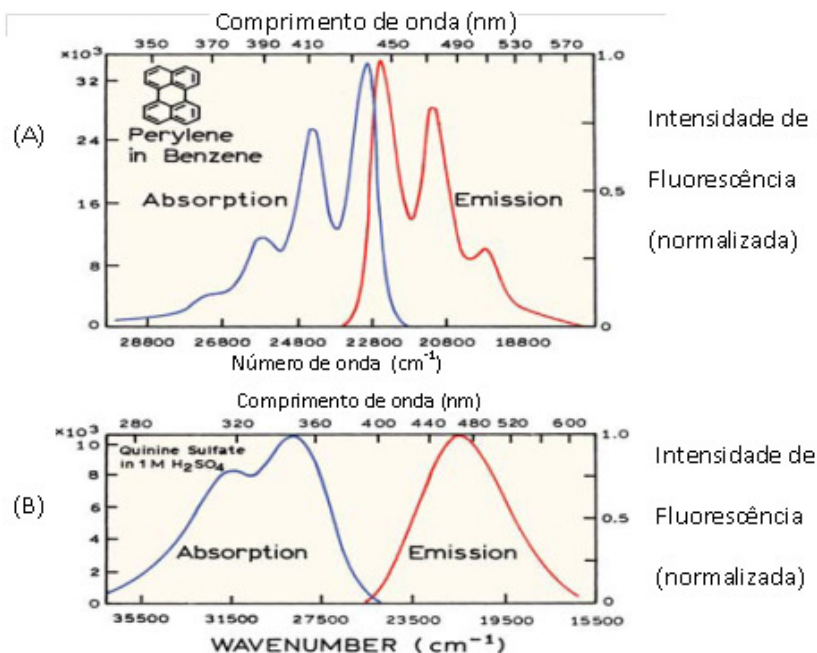 Comprimento de onda (nm)
350 370 390 410 450 470 490 510 530 550 570
x10³
32
24
16
8
0
1.0
0.5
0
(A)
Perylene
in Benzene
Absorption
Emission
Intensidade de
Fluorescência
(normalizada)
28800 26800 24800 22800 20800 18800
Número de onda (cm⁻¹)
Comprimento de onda (nm)
280 320 360 400 440 480 520 600
x10³
10
8
6
4
2
0
1.0
0.5
0
(B)
Quinine Sulfate
in 1 M H₂SO₄
Absorption
Emission
Intensidade de
Fluorescência
(normalizada)
35500 31500 27500 23500 19500 15500
WAVENUMBER (cm⁻¹)